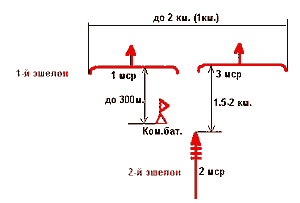 до 2 км. (1км.)
1-й эшелон
1 мср
3 мср
до 300м.
1.5-2 км.
Ком.бат.
2-й эшелон
2 мср